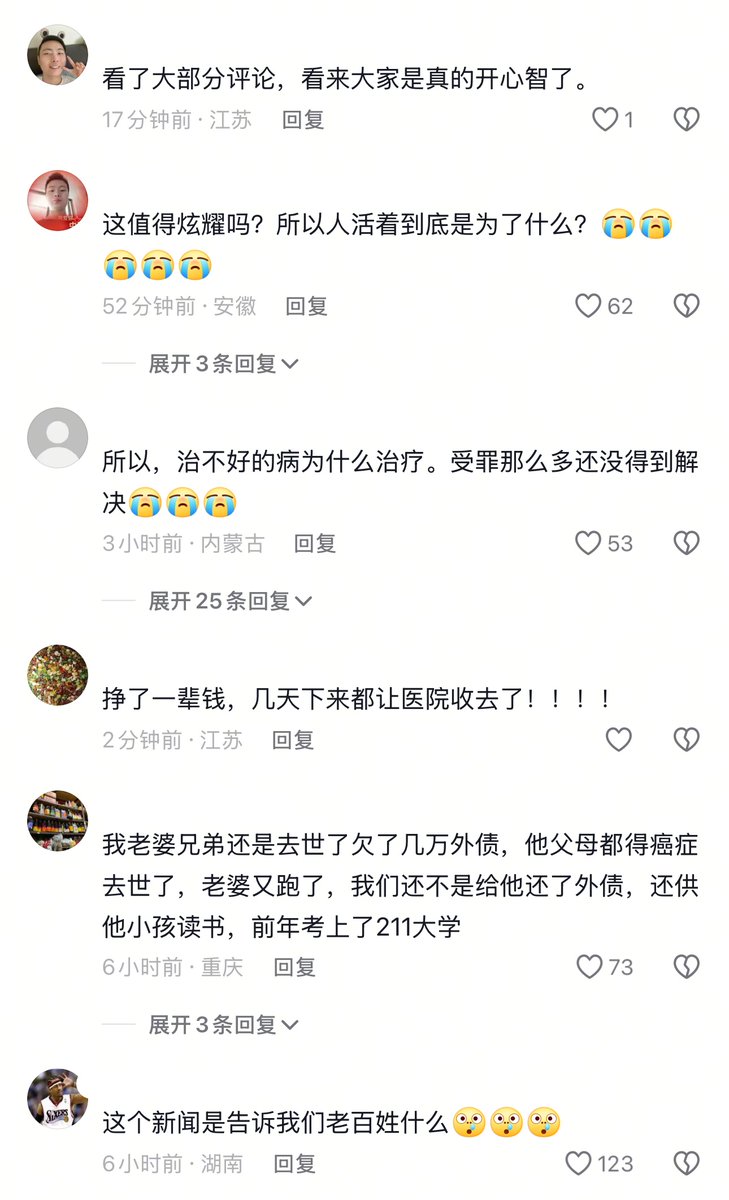 看了大部分评论，看来大家是真的开心智了。
17分钟前·江苏 回复 1
这值得炫耀吗？所以人活着到底是为了什么？😭😭
😭😭😭
52分钟前·安徽 回复 62
展开3条回复
所以，治不好的病为什么治疗。受罪那么多还没得到解
决😭😭😭
3小时前·内蒙古 回复 53
展开25条回复
挣了一辈钱，几天下来都让医院收去了！！！！
2分钟前·江苏 回复
我老婆兄弟还是去世了欠了几万外债，他父母都得癌症
去世了，老婆又跑了，我们还不是给他还了外债，还供
他小孩读书，前年考上了211大学
6小时前·重庆 回复 73
展开3条回复
SIXERS
这个新闻是告诉我们老百姓什么😲😲😲
6小时前·湖南 回复 123